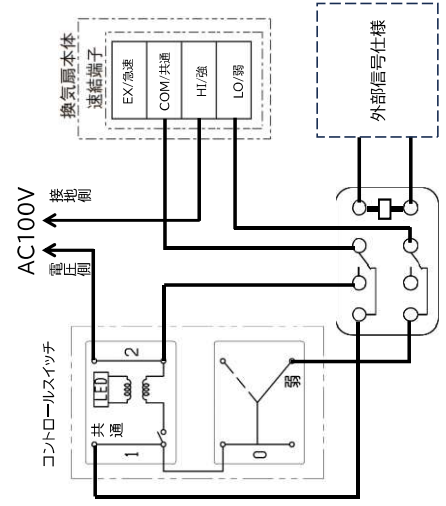 換気扇本体
速結端子
EX/急速
COM/共通
HI/強
LO/弱
外部信号仕様
AC100V
電圧側
接地側
コントロールスイッチ
共通
1
2
LED
0
弱